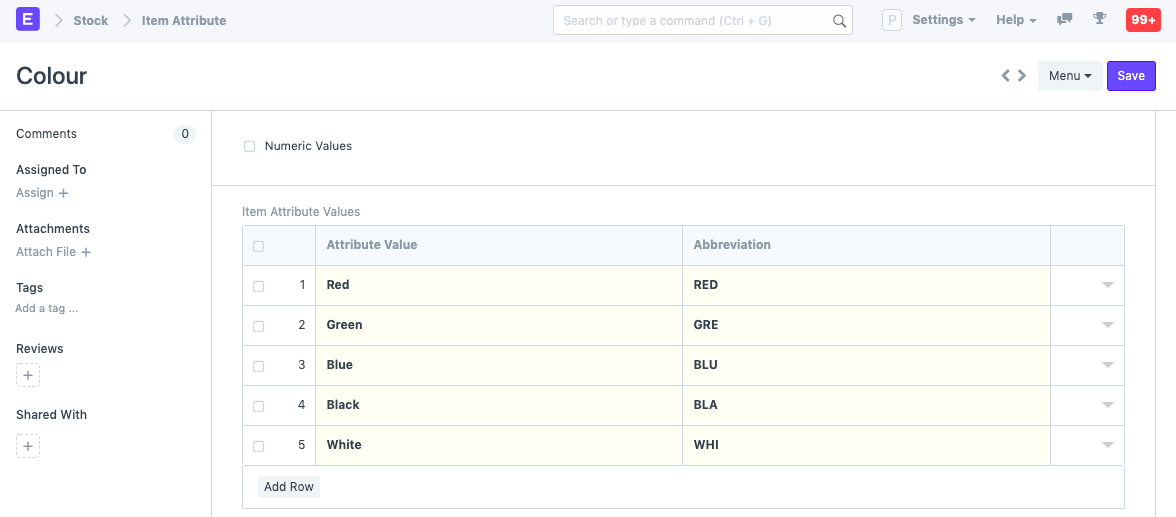 E Stock Item Attribute Search or type a command (Ctrl + G) P Settings Help 99+
Colour Menu Save
Comments 0
Assigned To
Assign +
Attachments
Attach File +
Tags
Add a tag ...
Reviews
+
Shared With
+
Numeric Values
Item Attribute Values
Attribute Value Abbreviation
1 Red RED
2 Green GRE
3 Blue BLU
4 Black BLA
5 White WHI
Add Row